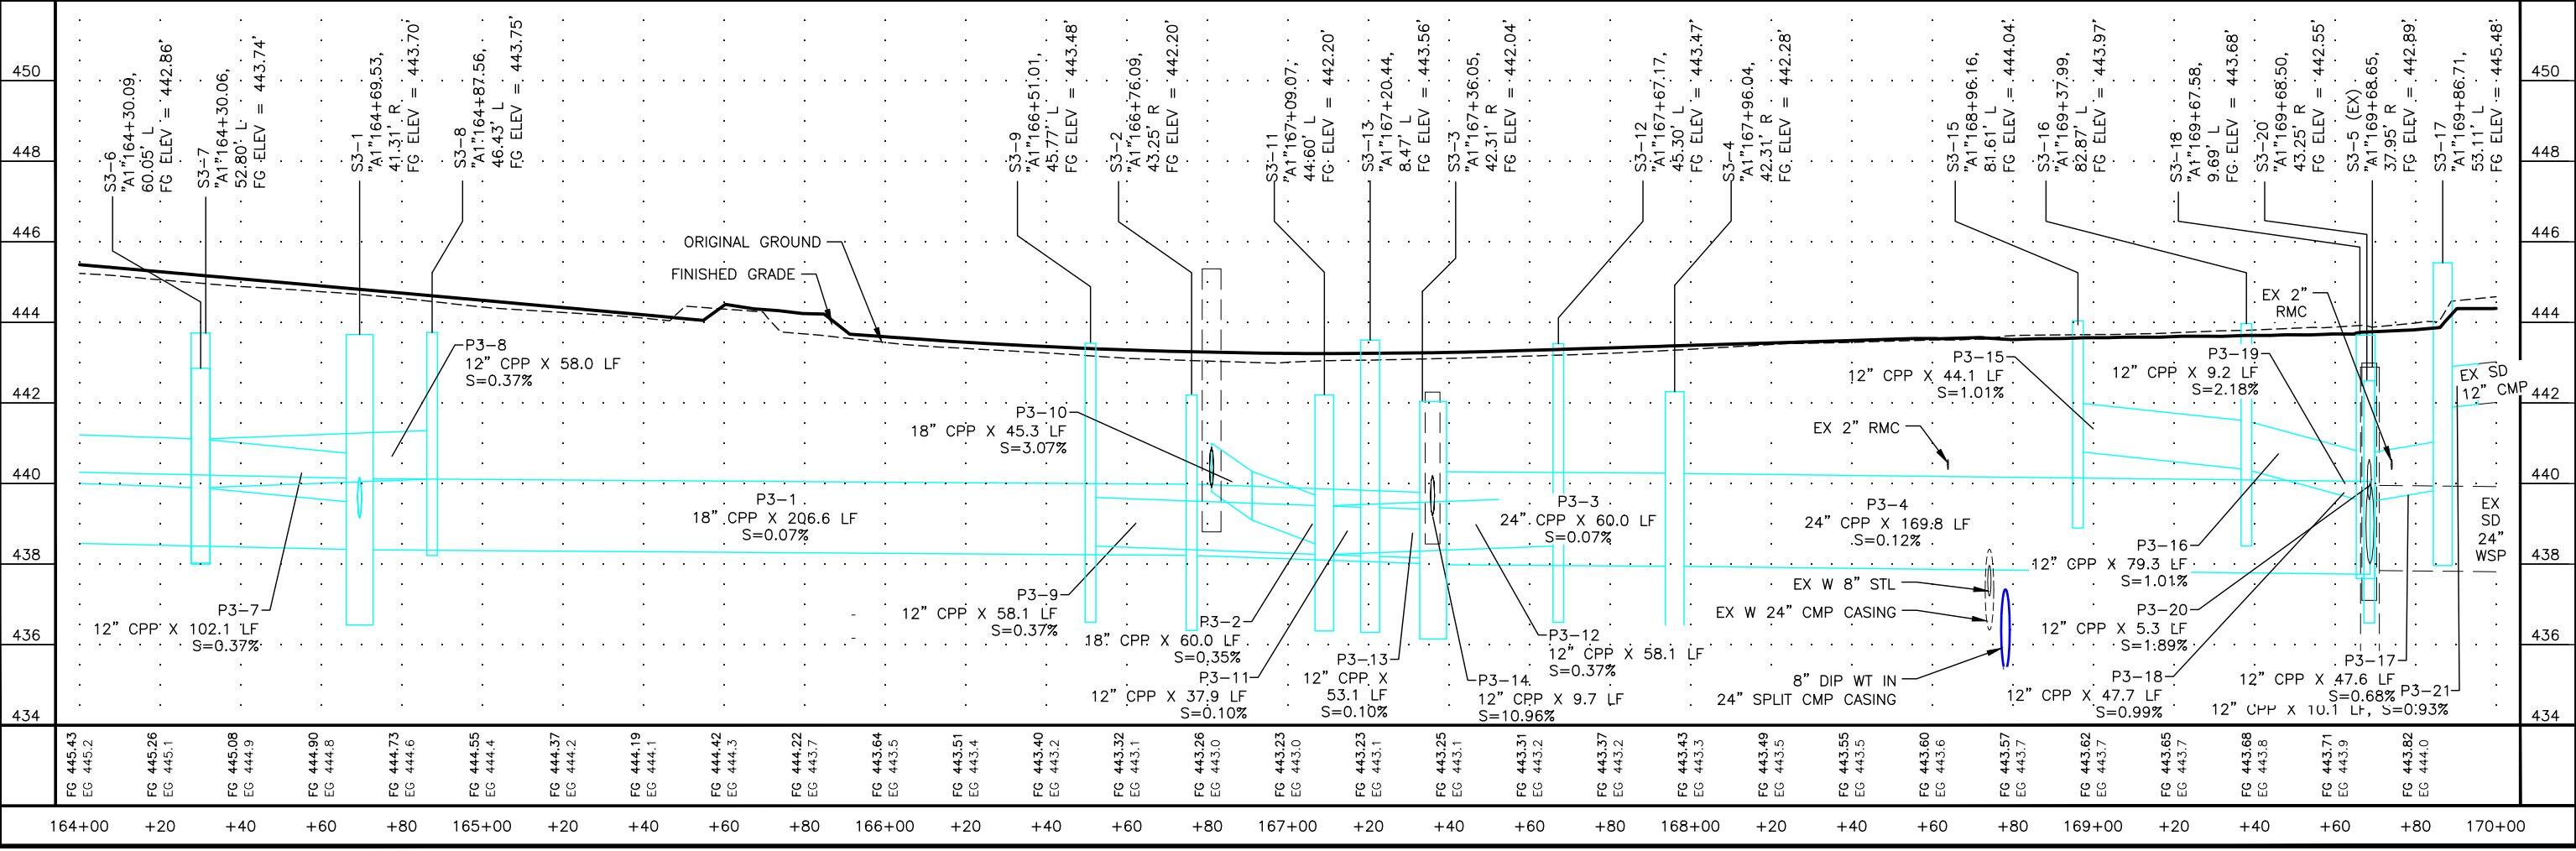 450
448
446
444
442
440
438
436
434
S3-6
"A1"164+30.09,
60.05' L
FG ELEV = 442.86'
S3-7
"A1"164+30.06,
52.80' L
FG ELEV = 443.74'
S3-1
"A1"164+69.53,
41.31' R
FG ELEV = 443.70'
S3-8
"A1"164+87.56,
46.43' L
FG ELEV = 443.75'
S3-9
"A1"166+51.01,
45.77' L
FG ELEV = 443.48'
S3-2
"A1"166+76.09,
43.25' R
FG ELEV = 442.20'
S3-11
"A1"167+09.07,
44.60' L
FG ELEV = 442.20'
S3-13
"A1"167+20.44,
8.47' L
FG ELEV = 443.56'
S3-3
"A1"167+36.05,
42.31' R
FG ELEV = 442.04'
S3-12
"A1"167+67.17,
45.30' L
FG ELEV = 443.47'
S3-4
"A1"167+96.04,
42.31' R
FG ELEV = 442.28'
S3-15
"A1"168+96.16,
81.61' L
FG ELEV = 444.04'
S3-16
"A1"169+37.99,
82.87' L
FG ELEV = 443.97'
S3-18
"A1"169+67.58,
9.69' L
FG ELEV = 443.68'
S3-20
"A1"169+68.50,
43.25' R
FG ELEV = 442.55'
S3-5 (EX)
"A1"169+68.65,
37.95' R
FG ELEV = 442.89'
S3-17
"A1"169+86.71,
53.11' L
FG ELEV = 445.48'
450
448
446
444
442
440
438
436
434
ORIGINAL GROUND
FINISHED GRADE
P3-8
12" CPP X 58.0 LF
S=0.37%
P3-7
12" CPP X 102.1 LF
S=0.37%
P3-1
18" CPP X 206.6 LF
S=0.07%
P3-10
18" CPP X 45.3 LF
S=3.07%
P3-9
12" CPP X 58.1 LF
S=0.37%
P3-2
18" CPP X 60.0 LF
S=0.35%
P3-11
12" CPP X 37.9 LF
S=0.10%
P3-13
12" CPP X
53.1 LF
S=0.10%
P3-14
12" CPP X 9.7 LF
S=10.96%
P3-12
12" CPP X 58.1 LF
S=0.37%
P3-3
24" CPP X 60.0 LF
S=0.07%
P3-4
24" CPP X 169.8 LF
S=0.12%
EX 2" RMC
EX W 8" STL
EX W 24" CMP CASING
8" DIP WT IN
24" SPLIT CMP CASING
P3-15
12" CPP X 44.1 LF
S=1.01%
P3-19
12" CPP X 9.2 LF
S=2.18%
EX 2"
RMC
P3-16
12" CPP X 79.3 LF
S=1.01%
P3-20
12" CPP X 5.3 LF
S=1.89%
P3-18
12" CPP X 47.7 LF
S=0.99%
P3-17
12" CPP X 47.6 LF
S=0.68%
P3-21
12" CPP X 10.1 LF, S=0.93%
EX SD
12" CMP
EX
SD
24"
WSP
FG 445.43
EG 445.2
FG 445.26
EG 445.1
FG 445.08
EG 444.9
FG 444.90
EG 444.8
FG 444.73
EG 444.6
FG 444.55
EG 444.4
FG 444.37
EG 444.2
FG 444.19
EG 444.1
FG 444.42
EG 444.3
FG 444.22
EG 443.7
FG 443.64
EG 443.5
FG 443.51
EG 443.4
FG 443.40
EG 443.2
FG 443.32
EG 443.1
FG 443.26
EG 443.0
FG 443.23
EG 443.0
FG 443.23
EG 443.1
FG 443.25
EG 443.1
FG 443.31
EG 443.2
FG 443.37
EG 443.2
FG 443.43
EG 443.3
FG 443.49
EG 443.5
FG 443.55
EG 443.5
FG 443.60
EG 443.6
FG 443.57
EG 443.7
FG 443.62
EG 443.7
FG 443.65
EG 443.7
FG 443.68
EG 443.8
FG 443.71
EG 443.9
FG 443.82
EG 444.0
164+00 +20 +40 +60 +80 165+00 +20 +40 +60 +80 166+00 +20 +40 +60 +80 167+00 +20 +40 +60 +80 168+00 +20 +40 +60 +80 169+00 +20 +40 +60 +80 170+00